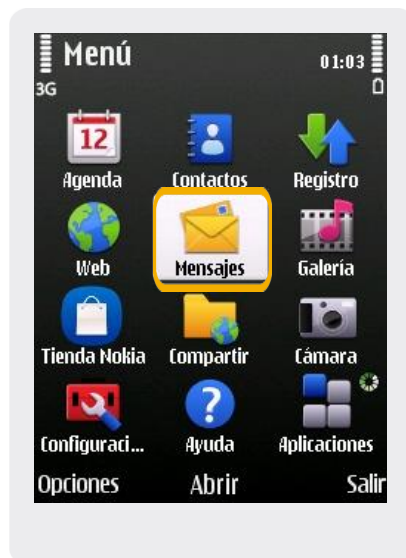 Menú 01:03
3G
12
Agenda Contactos Registro
Web Mensajes Galería
Tienda Nokia Compartir Cámara
?
Configuraci... Ayuda Aplicaciones
Opciones Abrir Salir